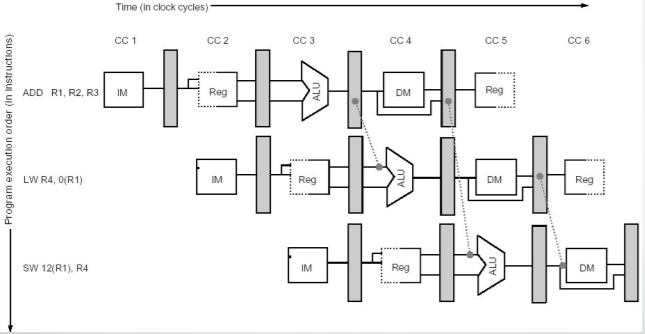 Time (in clock cycles)
CC 1 CC 2 CC 3 CC 4 CC 5 CC 6
Program execution order (in instructions)
ADD R1, R2, R3 IM Reg ALU DM Reg
LW R4, 0(R1) IM Reg ALU DM Reg
SW 12(R1), R4 IM Reg ALU DM